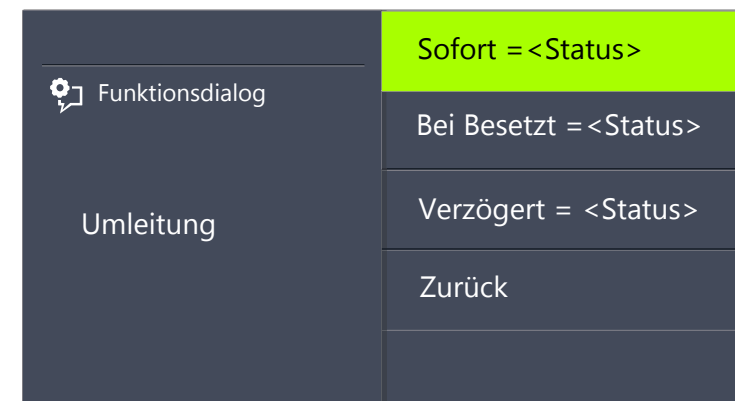 Funktionsdialog
Umleitung
Sofort =<Status>
Bei Besetzt =<Status>
Verzögert = <Status>
Zurück